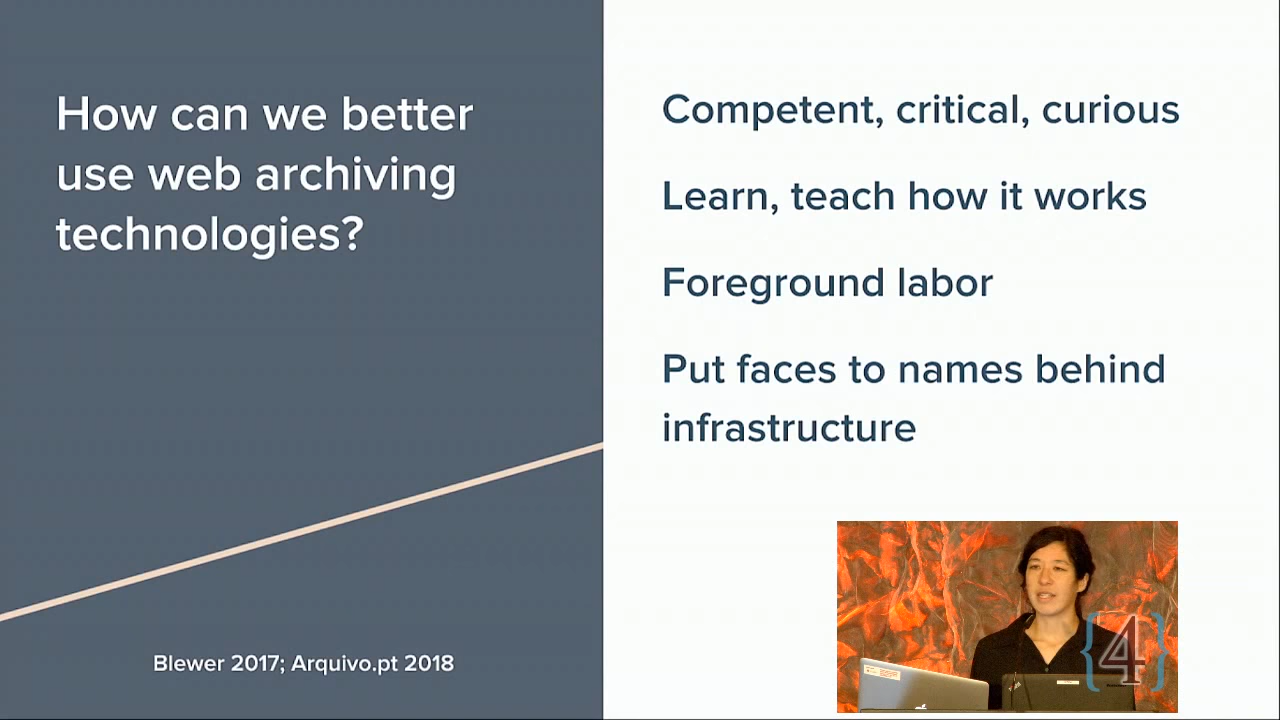 How can we better
use web archiving
technologies?
Blewer 2017; Arquivo.pt 2018
Competent, critical, curious
Learn, teach how it works
Foreground labor
Put faces to names behind
infrastructure
{4}